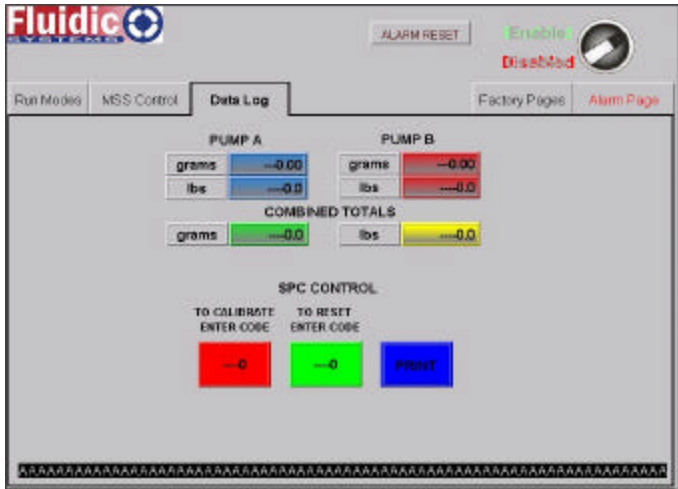 Fluidic
SYSTEMS
ALARM RESET
Enable
Disabled
Run Modes
MSS Control
Data Log
Factory Pages
Alarm Page
PUMP A
PUMP B
grams ---0.00
grams ---0.00
lbs ---0.0
lbs ---0.0
COMBINED TOTALS
grams ----0.0
lbs ----0.0
SPC CONTROL
TO CALIBRATE
ENTER CODE
TO RESET
ENTER CODE
---0
---0
PRINT